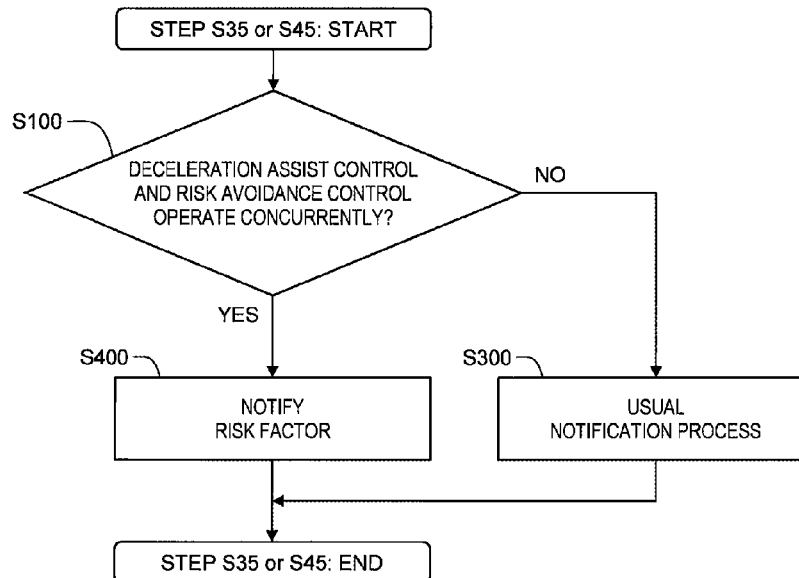 STEP S35 or S45: START
S100
DECELERATION ASSIST CONTROL
AND RISK AVOIDANCE CONTROL
OPERATE CONCURRENTLY?
NO
YES
S400
NOTIFY
RISK FACTOR
S300
USUAL
NOTIFICATION PROCESS
STEP S35 or S45: END